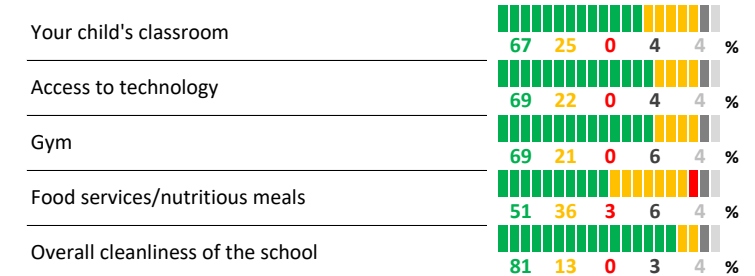 Your child's classroom
67 25 0 4 4 %
Access to technology
69 22 0 4 4 %
Gym
69 21 0 6 4 %
Food services/nutritious meals
51 36 3 6 4 %
Overall cleanliness of the school
81 13 0 3 4 %